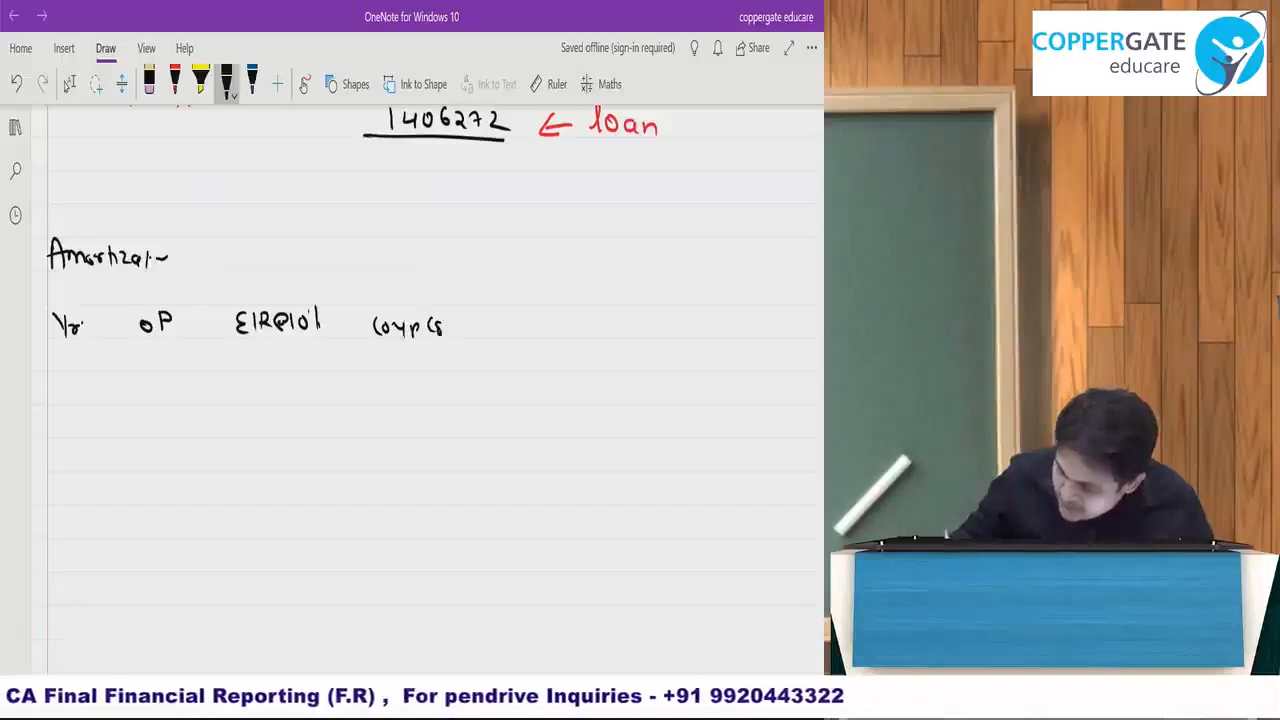 OneNote for Windows 10
coppergate educare
Home Insert Draw View Help
Saved offline (sign-in required) Share
Shapes Ink to Shape Ink to Text Ruler Maths
COPPERGATE
educare
1406272 ← loan
Yr OP EIR@10%
CA Final Financial Reporting (F.R) , For pendrive Inquiries - +91 9920443322